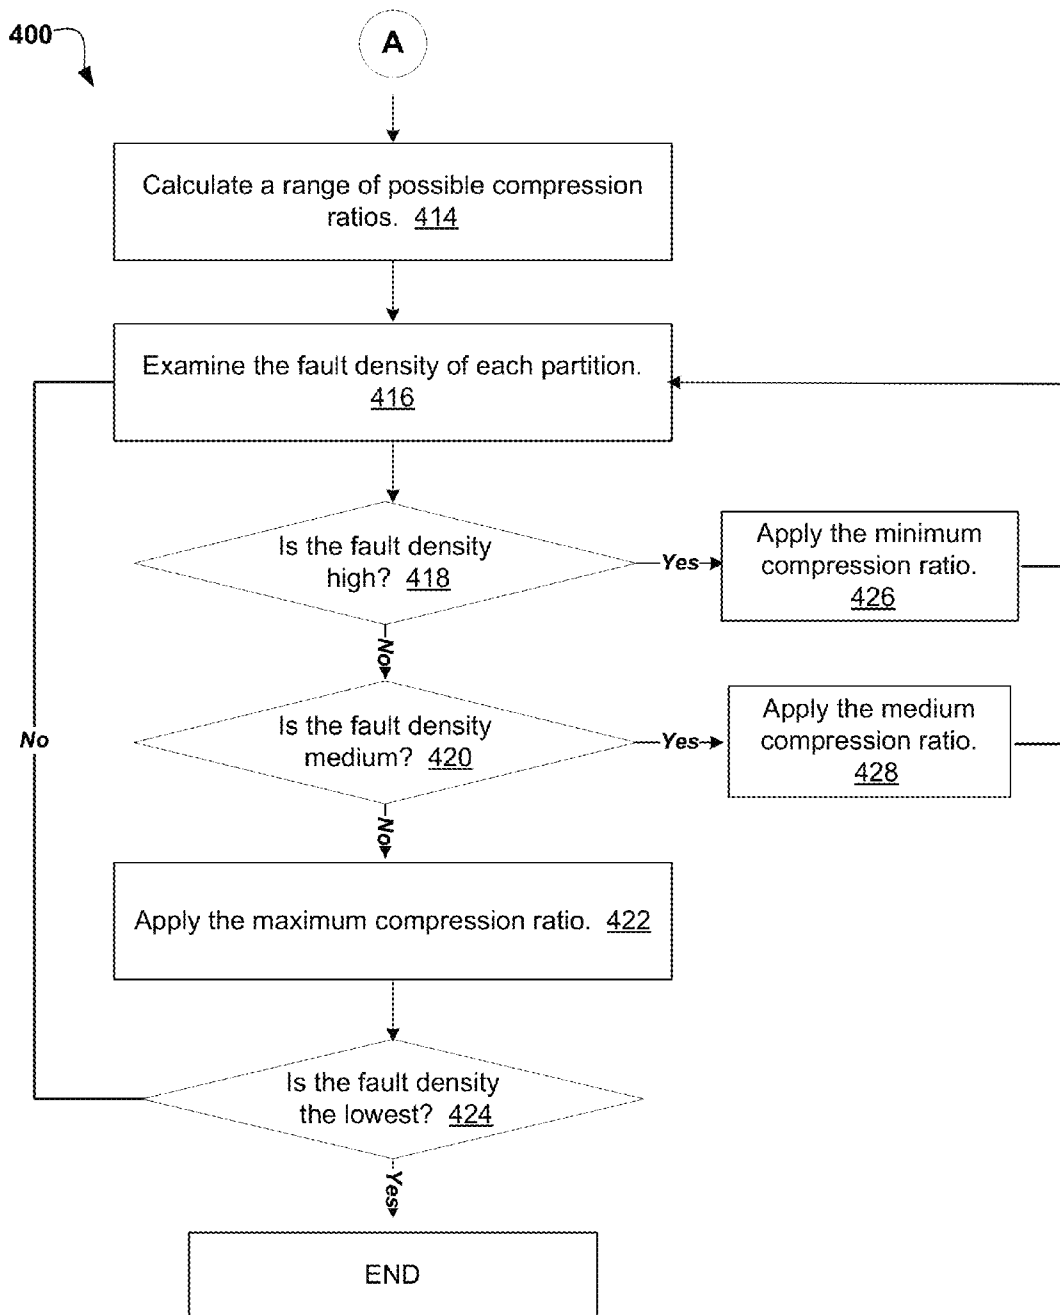 400
A
Calculate a range of possible compression
ratios. 414
Examine the fault density of each partition.
416
Is the fault density
high? 418
Yes
Apply the minimum
compression ratio.
426
No
Is the fault density
medium? 420
Yes
Apply the medium
compression ratio.
428
No
No
Apply the maximum compression ratio. 422
Is the fault density
the lowest? 424
Yes
END